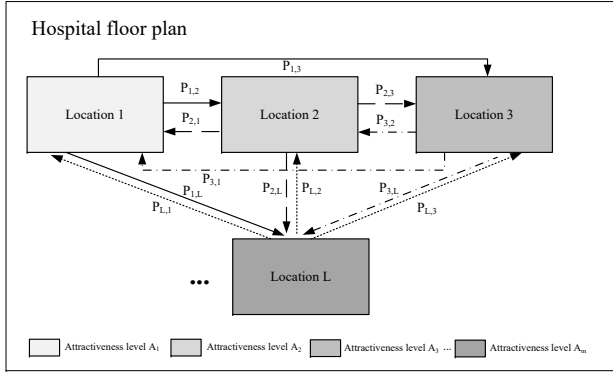 Hospital floor plan
P1,3
Location 1
P1,2
P2,1
Location 2
P2,3
P3,2
Location 3
P3,1
P1,L
PL,1
P2,L
PL,2
P3,L
PL,3
...
Location L
Attractiveness level A1
Attractiveness level A2
Attractiveness level A3 ...
Attractiveness level Am